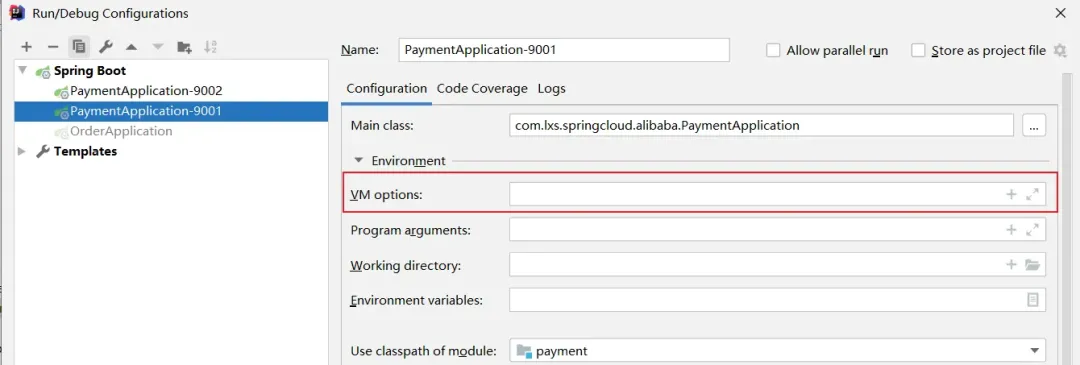 Run/Debug Configurations
Name: PaymentApplication-9001 Allow parallel run Store as project file
Spring Boot
PaymentApplication-9002
PaymentApplication-9001
OrderApplication
Templates
Configuration Code Coverage Logs
Main class: com.lxs.springcloud.alibaba.PaymentApplication ...
Environment
VM options:
Program arguments:
Working directory:
Environment variables:
Use classpath of module: payment